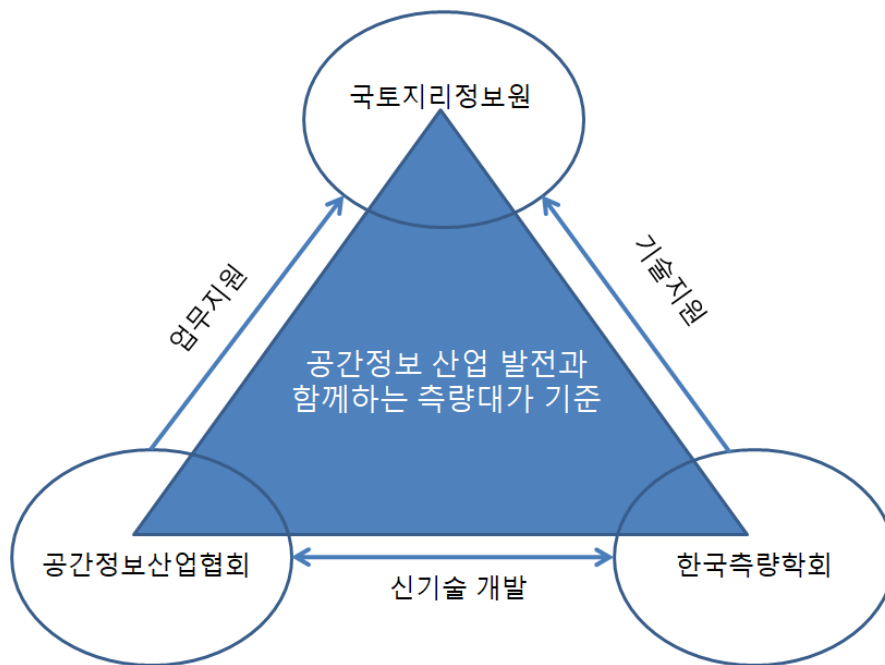 국토지리정보원
업무지원
기술지원
공간정보 산업 발전과
함께하는 측량대가 기준
공간정보산업협회
신기술 개발
한국측량학회